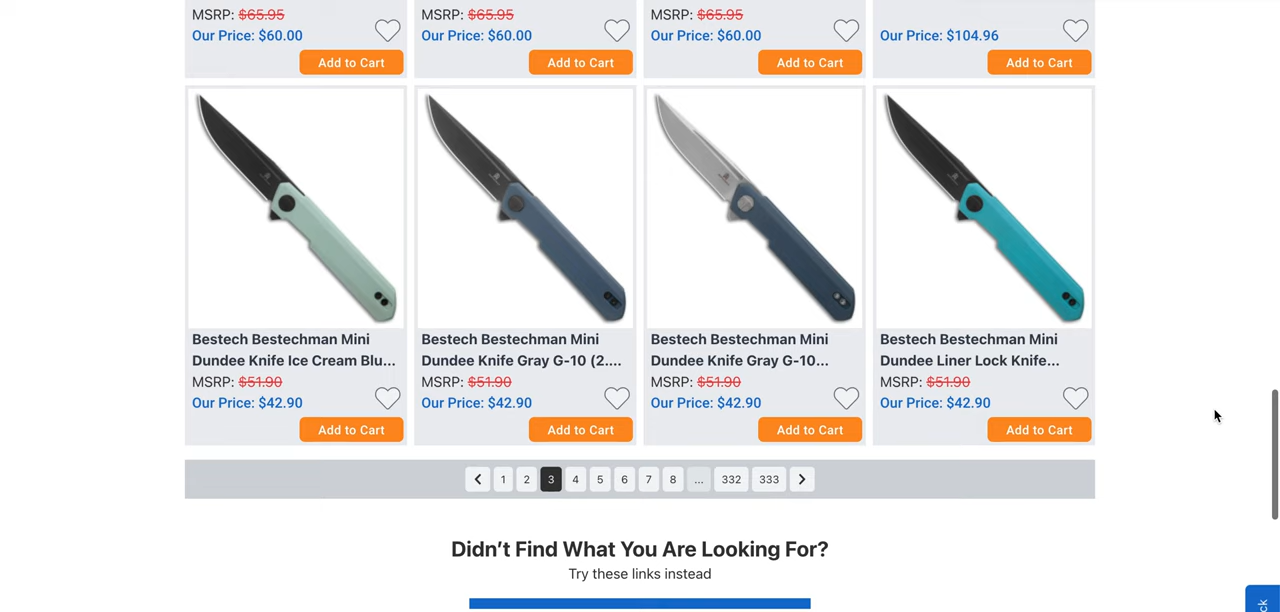 MSRP: $65.95
Our Price: $60.00
Add to Cart
MSRP: $65.95
Our Price: $60.00
Add to Cart
MSRP: $65.95
Our Price: $60.00
Add to Cart
Our Price: $104.96
Add to Cart
Bestech Bestechman Mini
Dundee Knife Ice Cream Blu...
MSRP: $51.90
Our Price: $42.90
Add to Cart
Bestech Bestechman Mini
Dundee Knife Gray G-10 (2....
MSRP: $51.90
Our Price: $42.90
Add to Cart
Bestech Bestechman Mini
Dundee Knife Gray G-10...
MSRP: $51.90
Our Price: $42.90
Add to Cart
Bestech Bestechman Mini
Dundee Liner Lock Knife...
MSRP: $51.90
Our Price: $42.90
Add to Cart
1 2 3 4 5 6 7 8 ... 332 333
Didn't Find What You Are Looking For?
Try these links instead